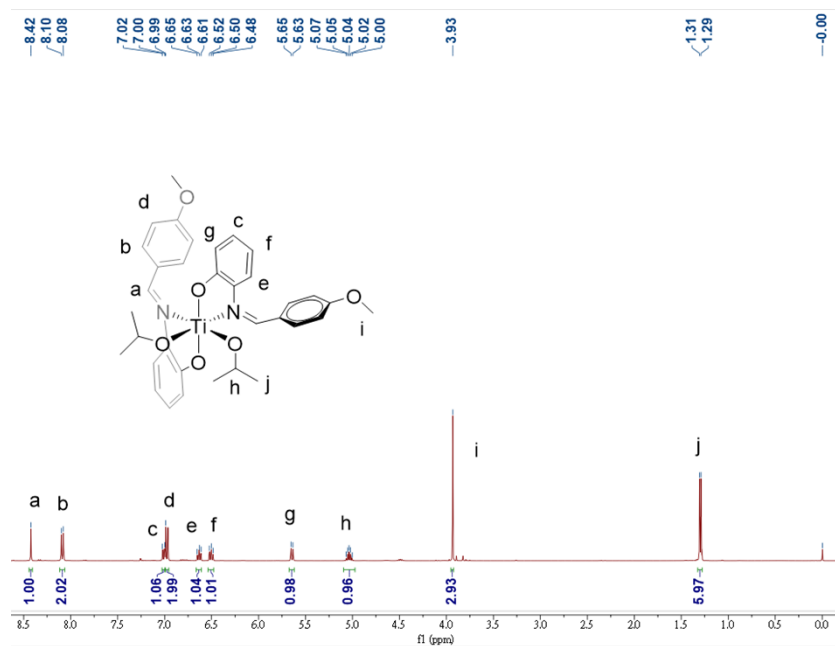 8.42 8.10 8.08 7.02 7.00 6.99 6.65 6.63 6.61 6.52 6.50 6.48 5.65 5.63 5.07 5.05 5.04 5.02 5.00 3.93 1.31 1.29 -0.00
O
d
c
b
g
f
a
O
e
O
N
N
i
Ti
O
O
O
h
j
i
j
a
b
d
c
e
f
g
h
1.00 2.02 1.06 1.99 1.04 1.01 0.98 0.96 2.93 5.97
8.5 8.0 7.5 7.0 6.5 6.0 5.5 5.0 4.5 4.0 3.5 3.0 2.5 2.0 1.5 1.0 0.5 0.0
f1 (ppm)